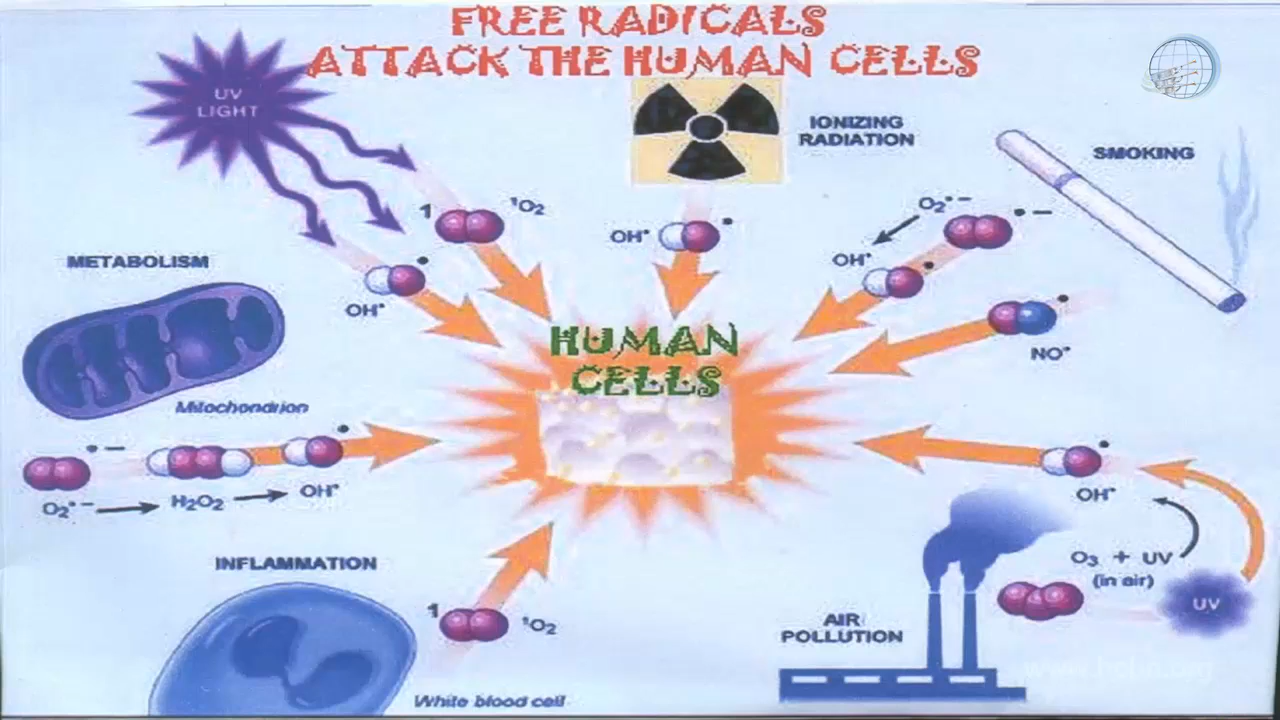 FREE RADICALS
ATTACK THE HUMAN CELLS
UV
LIGHT
IONIZING
RADIATION
SMOKING
1
¹O₂
OH•
O₂•−
•−
OH•
METABOLISM
OH•
NO•
HUMAN
CELLS
Mitochondrion
•−
O₂•−
H₂O₂
OH•
OH•
O₃ + UV
(in air)
UV
INFLAMMATION
1
¹O₂
AIR
POLLUTION
White blood cell